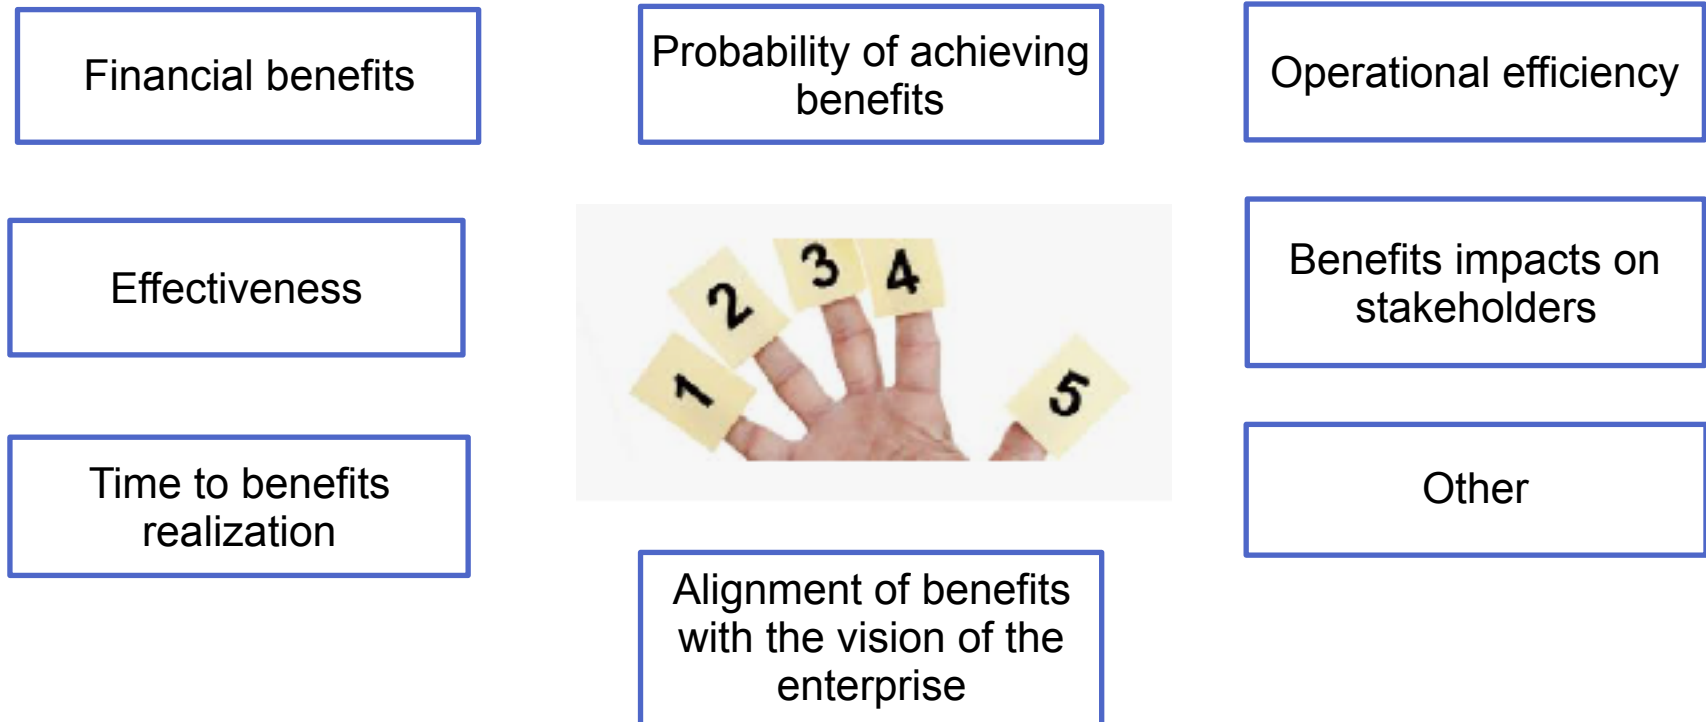 Financial benefits
Probability of achieving
benefits
Operational efficiency
Effectiveness
1
2
3
4
5
Benefits impacts on
stakeholders
Time to benefits
realization
Other
Alignment of benefits
with the vision of the
enterprise